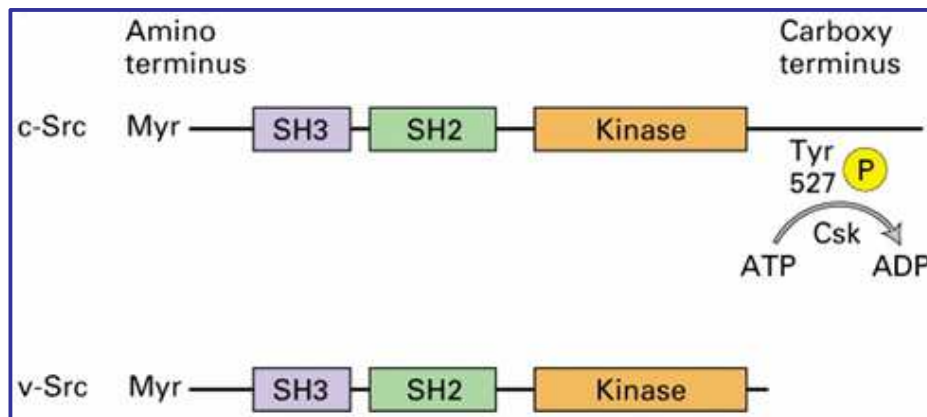 Amino
terminus
Carboxy
terminus
c-Src Myr SH3 SH2 Kinase
Tyr
527 P
Csk
ATP ADP
v-Src Myr SH3 SH2 Kinase